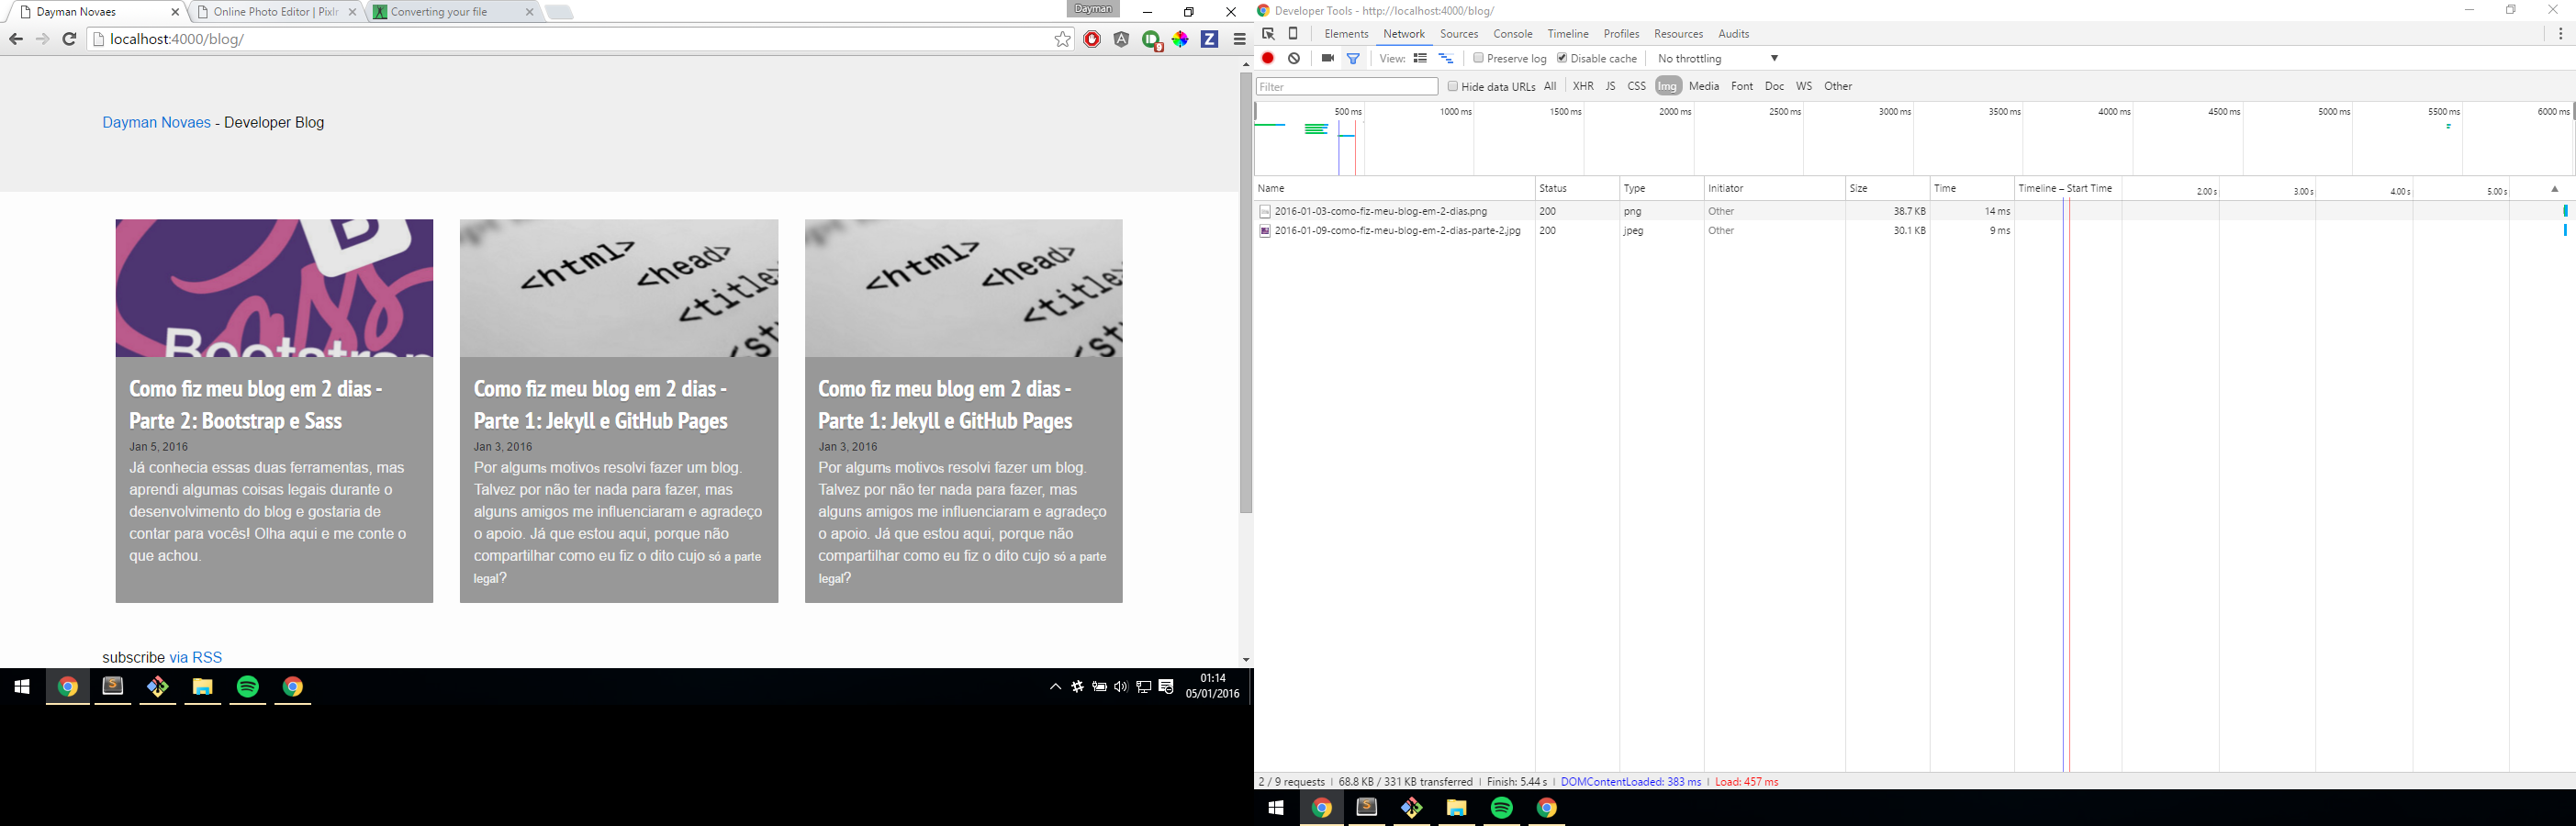 Dayman Novaes
Online Photo Editor | Pixlr
Converting your file
Dayman
localhost:4000/blog/
Dayman Novaes - Developer Blog
<html>
<head>
<title
<st
<html>
<head>
<title
<st
B
Sass
Bootstrap
Como fiz meu blog em 2 dias -
Parte 2: Bootstrap e Sass
Jan 5, 2016
Já conhecia essas duas ferramentas, mas
aprendi algumas coisas legais durante o
desenvolvimento do blog e gostaria de
contar para vocês! Olha aqui e me conte o
que achou.
Como fiz meu blog em 2 dias -
Parte 1: Jekyll e GitHub Pages
Jan 3, 2016
Por algums motivos resolvi fazer um blog.
Talvez por não ter nada para fazer, mas
alguns amigos me influenciaram e agradeço
o apoio. Já que estou aqui, porque não
compartilhar como eu fiz o dito cujo só a parte
legal?
Como fiz meu blog em 2 dias -
Parte 1: Jekyll e GitHub Pages
Jan 3, 2016
Por algums motivos resolvi fazer um blog.
Talvez por não ter nada para fazer, mas
alguns amigos me influenciaram e agradeço
o apoio. Já que estou aqui, porque não
compartilhar como eu fiz o dito cujo só a parte
legal?
subscribe via RSS
01:14
05/01/2016
Developer Tools - http://localhost:4000/blog/
Elements Network Sources Console Timeline Profiles Resources Audits
View: Preserve log Disable cache No throttling
Filter Hide data URLs All XHR JS CSS Img Media Font Doc WS Other
500 ms 1000 ms 1500 ms 2000 ms 2500 ms 3000 ms 3500 ms 4000 ms 4500 ms 5000 ms 5500 ms 6000 ms
Name Status Type Initiator Size Time Timeline – Start Time 2.00 s 3.00 s 4.00 s 5.00 s
2016-01-03-como-fiz-meu-blog-em-2-dias.png 200 png Other 38.7 KB 14 ms
2016-01-09-como-fiz-meu-blog-em-2-dias-parte-2.jpg 200 jpeg Other 30.1 KB 9 ms
2 / 9 requests | 68.8 KB / 331 KB transferred | Finish: 5.44 s | DOMContentLoaded: 383 ms | Load: 457 ms